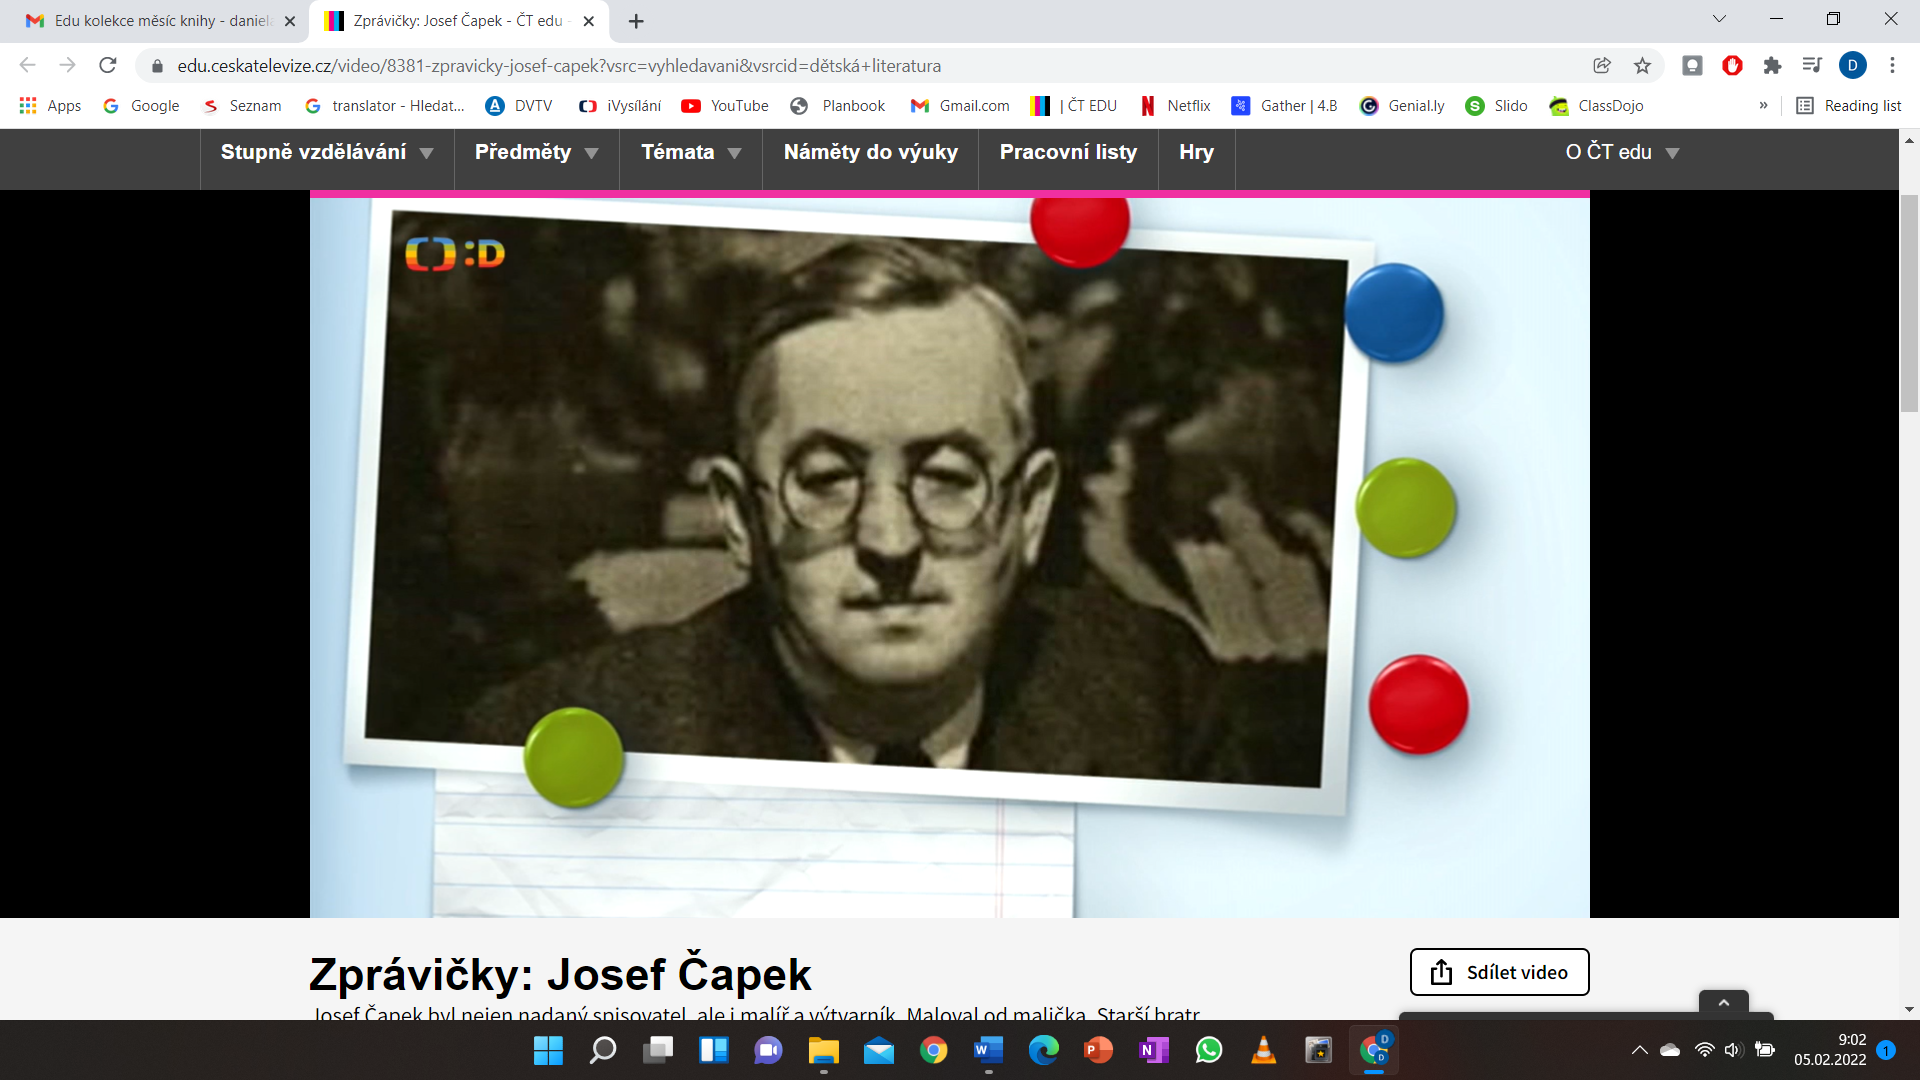 Edu kolekce měsíc knihy - daniela
Zprávičky: Josef Čapek - ČT edu -
edu.ceskatelevize.cz/video/8381-zpravicky-josef-capek?vsrc=vyhledavani&vsrcid=dětská+literatura
D
Apps Google Seznam translator - Hledat... DVTV iVysílání YouTube Planbook Gmail.com | ČT EDU Netflix Gather | 4.B Genial.ly Slido ClassDojo » Reading list
Stupně vzdělávání Předměty Témata Náměty do výuky Pracovní listy Hry O ČT edu
:D
Zprávičky: Josef Čapek
Sdílet video
Josef Čapek byl nejen nadaný spisovatel, ale i malíř a výtvarník. Maloval od malička. Starší bratr
9:02
05.02.2022
1